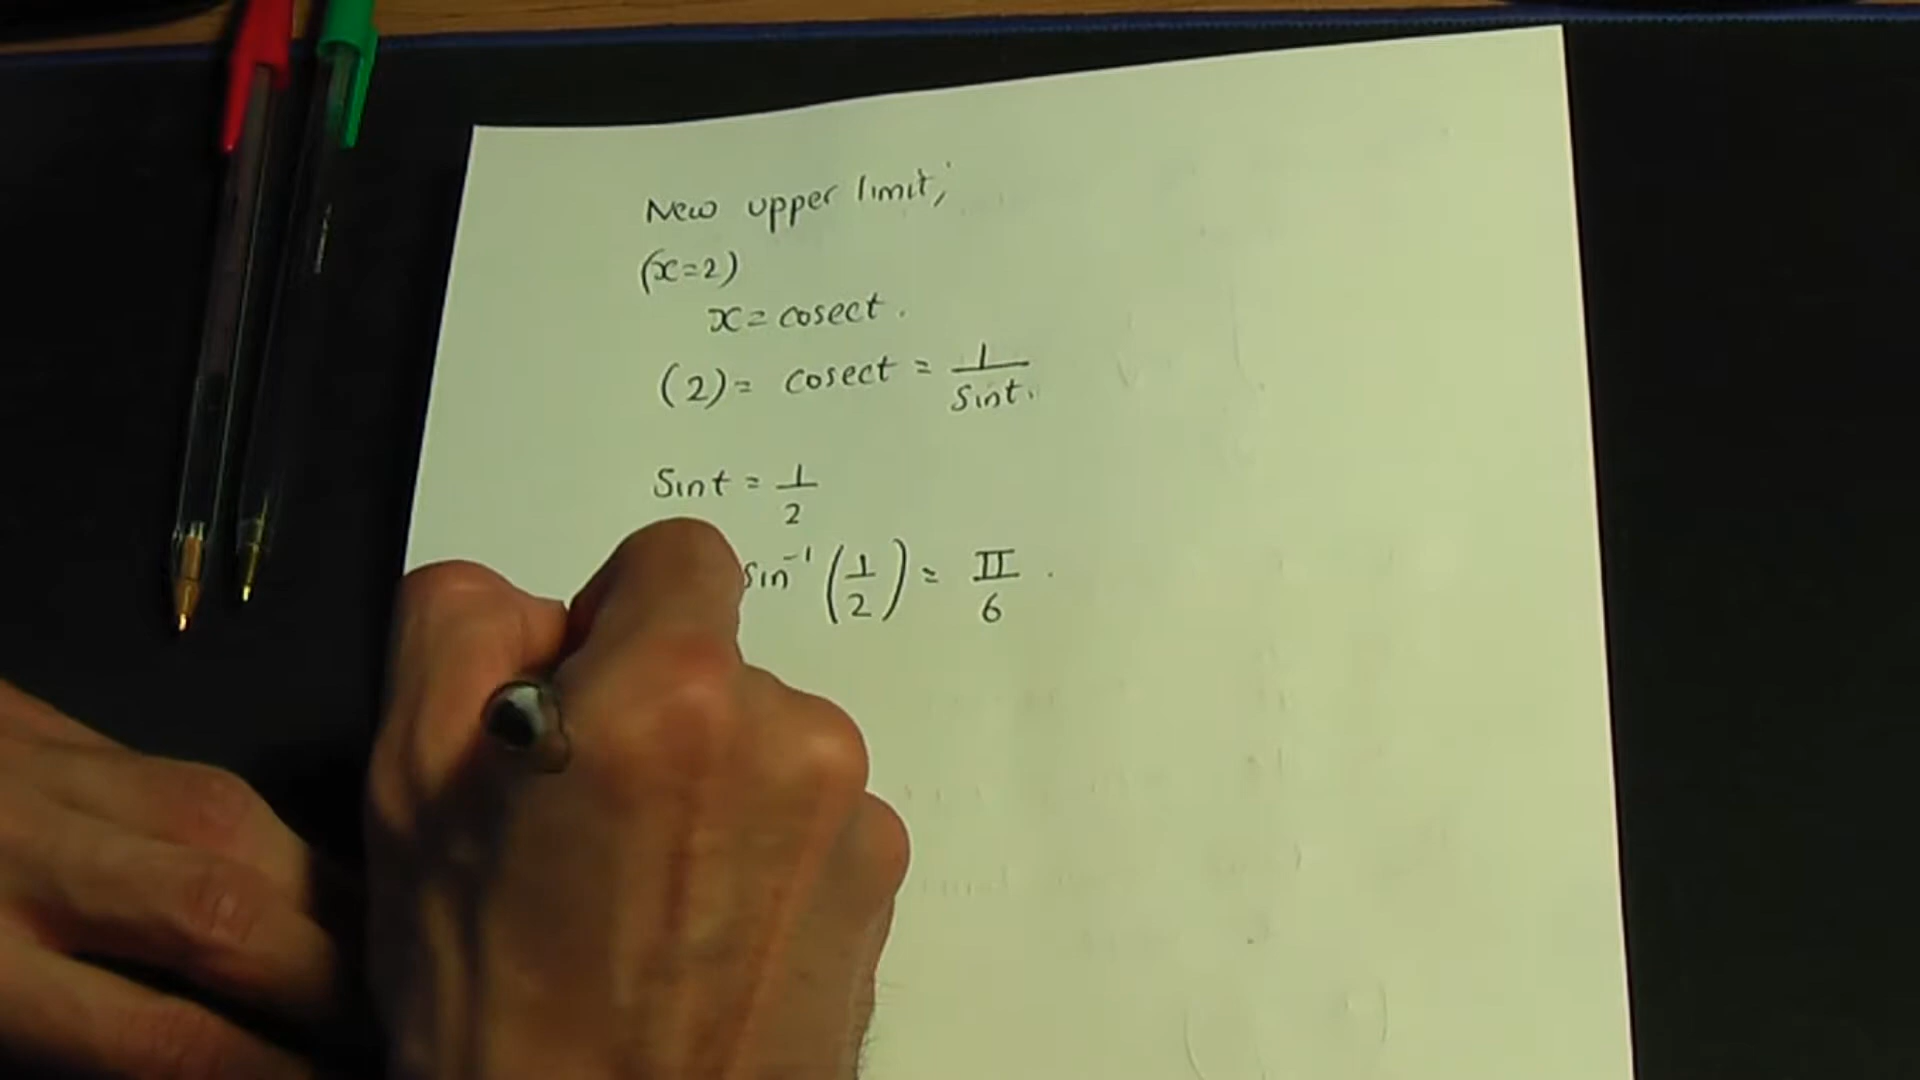 New upper limit;
(x=2)
x = cosect.
(2) = cosect = 1/sint.
Sint = 1/2
sin⁻¹(1/2) = π/6.